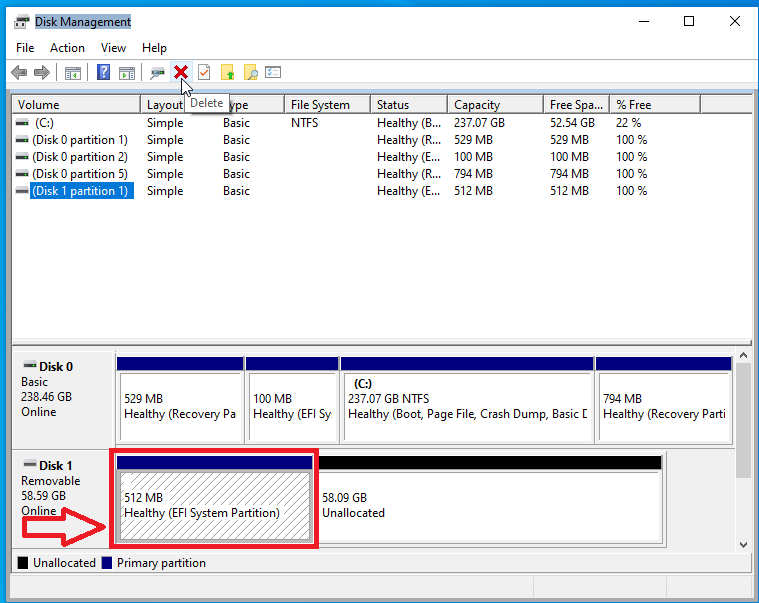 Disk Management
File Action View Help
Delete
Volume Layout ype File System Status Capacity Free Spa... % Free
(C:) Simple Basic NTFS Healthy (B... 237.07 GB 52.54 GB 22 %
(Disk 0 partition 1) Simple Basic Healthy (R... 529 MB 529 MB 100 %
(Disk 0 partition 2) Simple Basic Healthy (E... 100 MB 100 MB 100 %
(Disk 0 partition 5) Simple Basic Healthy (R... 794 MB 794 MB 100 %
(Disk 1 partition 1) Simple Basic Healthy (E... 512 MB 512 MB 100 %
Disk 0
Basic
238.46 GB
Online
529 MB
Healthy (Recovery Pa
100 MB
Healthy (EFI Sy
(C:)
237.07 GB NTFS
Healthy (Boot, Page File, Crash Dump, Basic D
794 MB
Healthy (Recovery Parti
Disk 1
Removable
58.59 GB
Online
512 MB
Healthy (EFI System Partition)
58.09 GB
Unallocated
Unallocated Primary partition